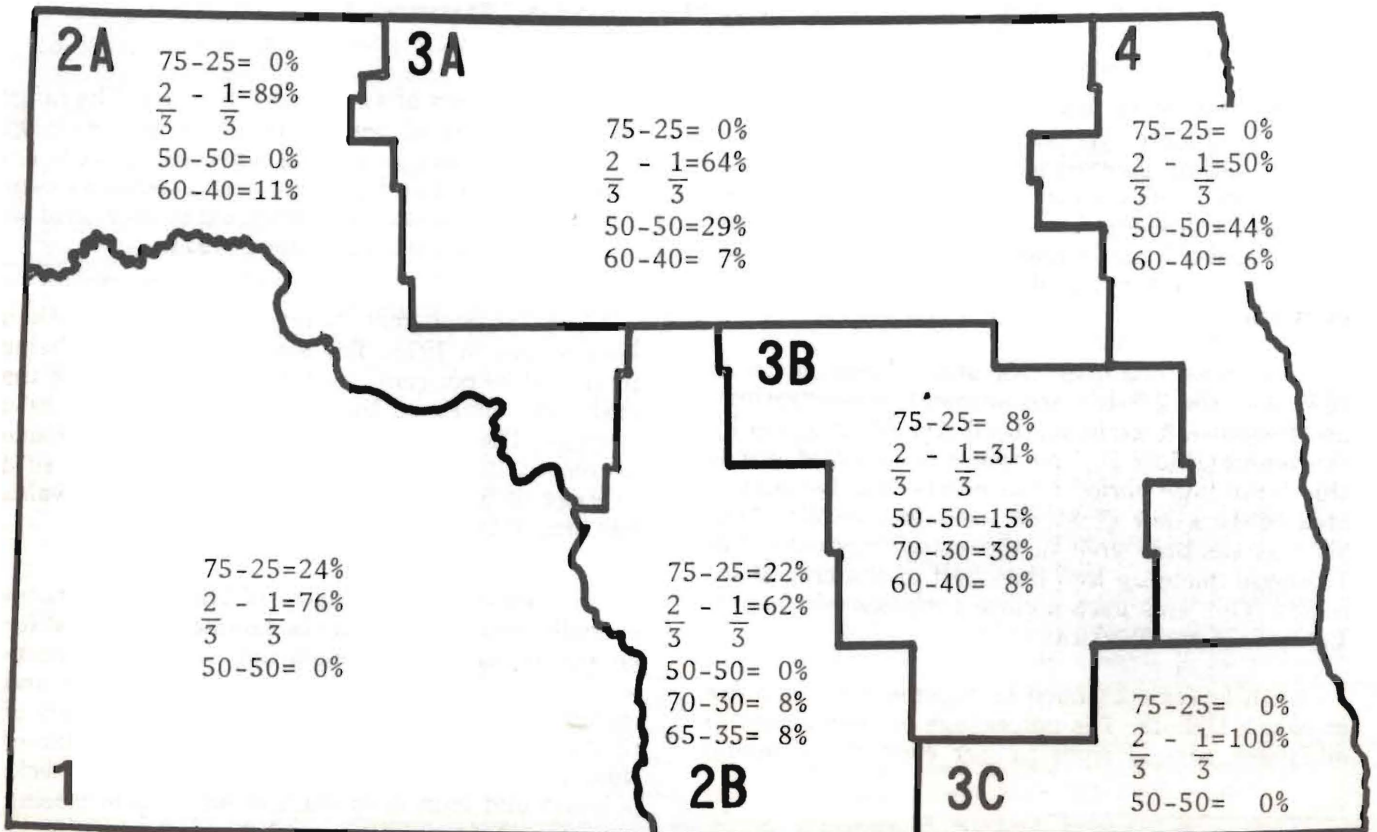 2A
75-25= 0%
2/3 - 1/3=89%
50-50= 0%
60-40=11%
3A
75-25= 0%
2/3 - 1/3=64%
50-50=29%
60-40= 7%
4
75-25= 0%
2/3 - 1/3=50%
50-50=44%
60-40= 6%
3B
75-25= 8%
2/3 - 1/3=31%
50-50=15%
70-30=38%
60-40= 8%
75-25=24%
2/3 - 1/3=76%
50-50= 0%
1
75-25=22%
2/3 - 1/3=62%
50-50= 0%
70-30= 8%
65-35= 8%
2B
75-25= 0%
2/3 - 1/3=100%
50-50= 0%
3C